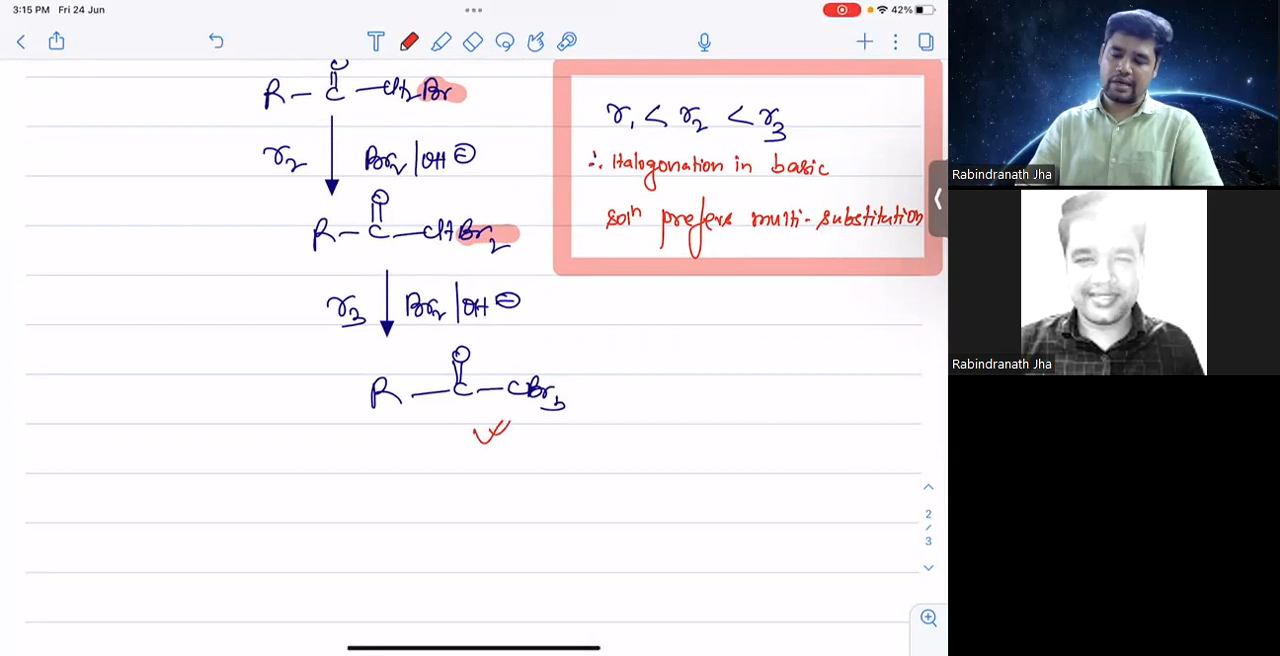 3:15 PM Fri 24 Jun
42%
R-C-CH2Br
r2 Br2/OH⊖
O
R-C-CHBr2
r3 Br2/OH⊖
O
R-C-CBr3
r1 < r2 < r3
∴ Halogonation in basic
soln prefers multi-substitution
2/3
Rabindranath Jha
Rabindranath Jha